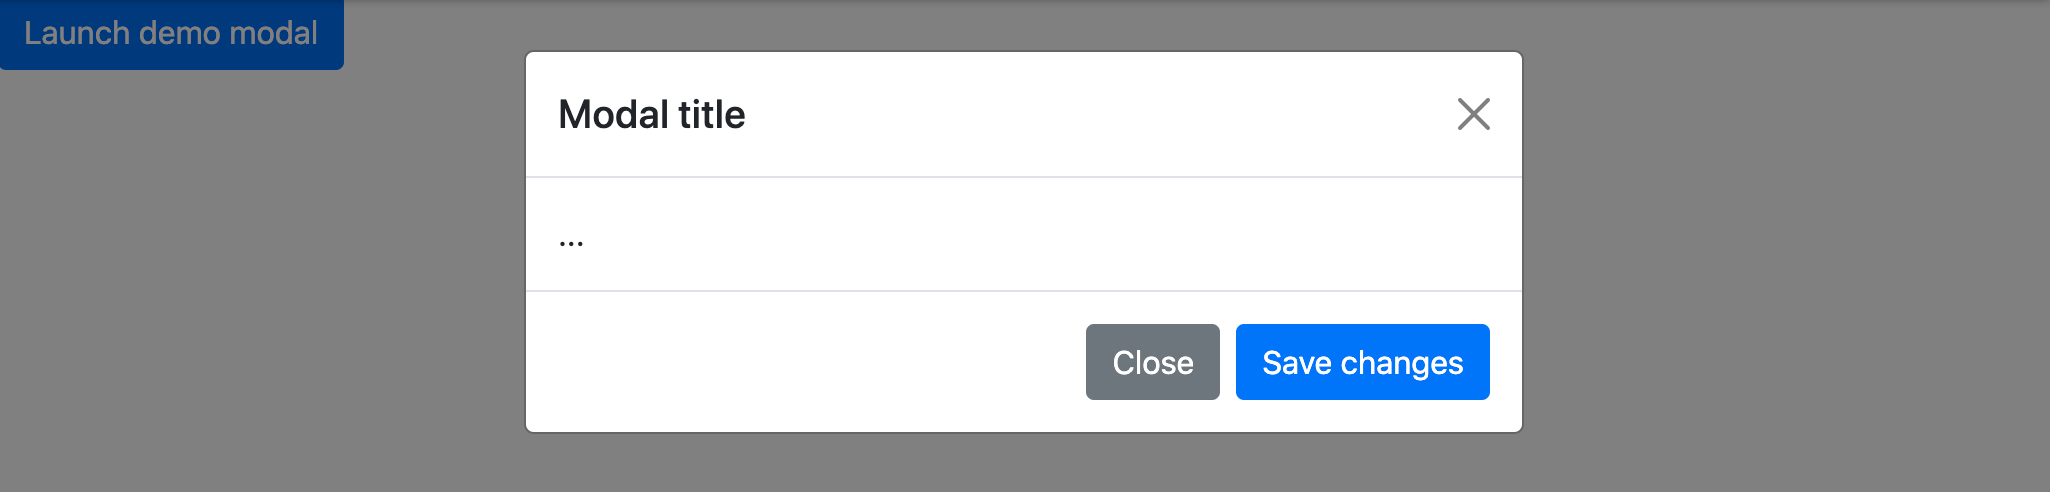 Launch demo modal
Modal title
...
Close
Save changes